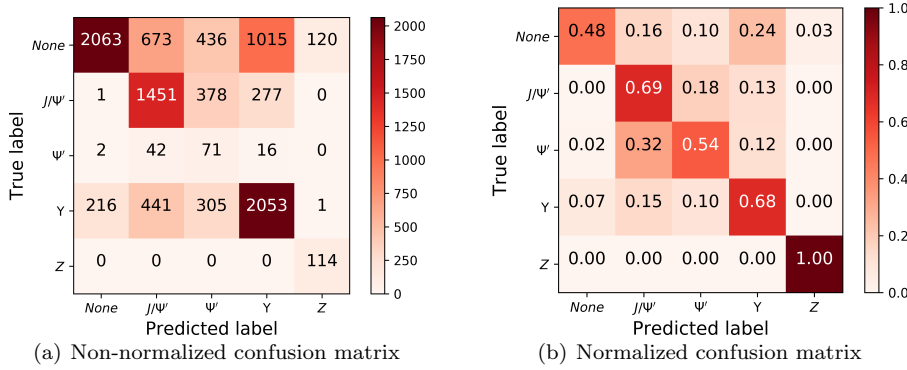 None 2063 673 436 1015 120
J/Ψ′ 1 1451 378 277 0
Ψ′ 2 42 71 16 0
Υ 216 441 305 2053 1
Z 0 0 0 0 114
None J/Ψ′ Ψ′ Υ Z
True label
Predicted label
2000
1750
1500
1250
1000
750
500
250
0
(a) Non-normalized confusion matrix
None 0.48 0.16 0.10 0.24 0.03
J/Ψ′ 0.00 0.69 0.18 0.13 0.00
Ψ′ 0.02 0.32 0.54 0.12 0.00
Υ 0.07 0.15 0.10 0.68 0.00
Z 0.00 0.00 0.00 0.00 1.00
None J/Ψ′ Ψ′ Υ Z
True label
Predicted label
1.0
0.8
0.6
0.4
0.2
0.0
(b) Normalized confusion matrix